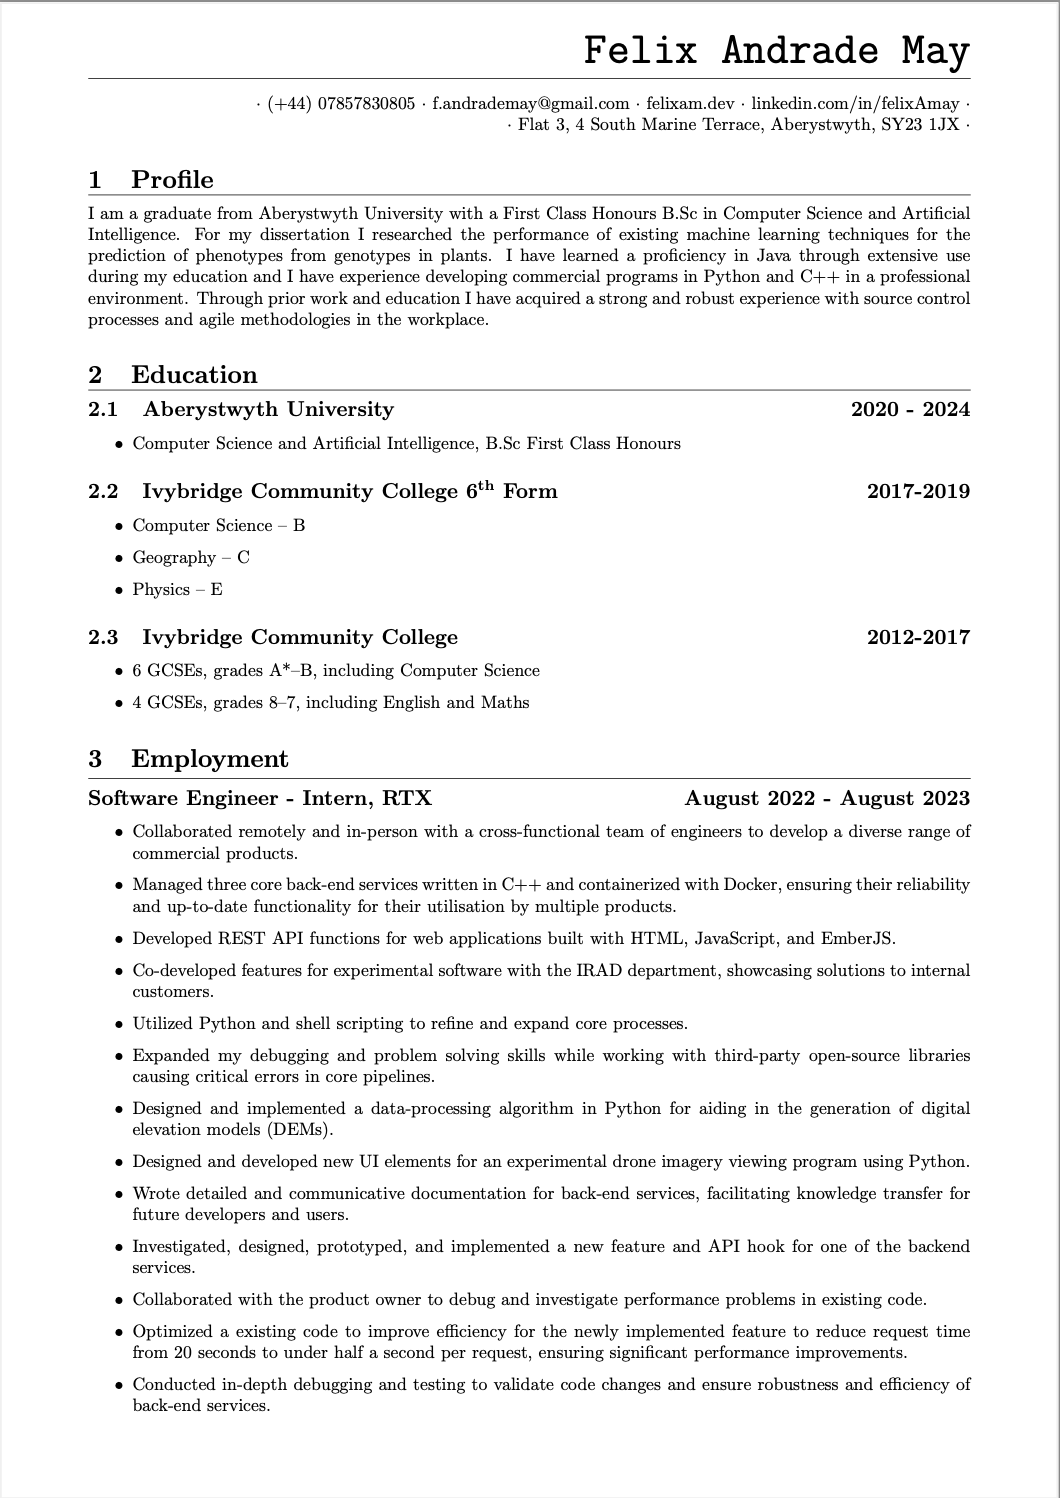 Felix Andrade May
· (+44) 07857830805 · f.andrademay@gmail.com · felixam.dev · linkedin.com/in/felixAmay ·
· Flat 3, 4 South Marine Terrace, Aberystwyth, SY23 1JX ·
1 Profile
I am a graduate from Aberystwyth University with a First Class Honours B.Sc in Computer Science and Artificial
Intelligence. For my dissertation I researched the performance of existing machine learning techniques for the
prediction of phenotypes from genotypes in plants. I have learned a proficiency in Java through extensive use
during my education and I have experience developing commercial programs in Python and C++ in a professional
environment. Through prior work and education I have acquired a strong and robust experience with source control
processes and agile methodologies in the workplace.
2 Education
2.1 Aberystwyth University 2020 - 2024
• Computer Science and Artificial Intelligence, B.Sc First Class Honours
2.2 Ivybridge Community College 6th Form 2017-2019
• Computer Science – B
• Geography – C
• Physics – E
2.3 Ivybridge Community College 2012-2017
• 6 GCSEs, grades A*–B, including Computer Science
• 4 GCSEs, grades 8–7, including English and Maths
3 Employment
Software Engineer - Intern, RTX August 2022 - August 2023
• Collaborated remotely and in-person with a cross-functional team of engineers to develop a diverse range of
commercial products.
• Managed three core back-end services written in C++ and containerized with Docker, ensuring their reliability
and up-to-date functionality for their utilisation by multiple products.
• Developed REST API functions for web applications built with HTML, JavaScript, and EmberJS.
• Co-developed features for experimental software with the IRAD department, showcasing solutions to internal
customers.
• Utilized Python and shell scripting to refine and expand core processes.
• Expanded my debugging and problem solving skills while working with third-party open-source libraries
causing critical errors in core pipelines.
• Designed and implemented a data-processing algorithm in Python for aiding in the generation of digital
elevation models (DEMs).
• Designed and developed new UI elements for an experimental drone imagery viewing program using Python.
• Wrote detailed and communicative documentation for back-end services, facilitating knowledge transfer for
future developers and users.
• Investigated, designed, prototyped, and implemented a new feature and API hook for one of the backend
services.
• Collaborated with the product owner to debug and investigate performance problems in existing code.
• Optimized a existing code to improve efficiency for the newly implemented feature to reduce request time
from 20 seconds to under half a second per request, ensuring significant performance improvements.
• Conducted in-depth debugging and testing to validate code changes and ensure robustness and efficiency of
back-end services.